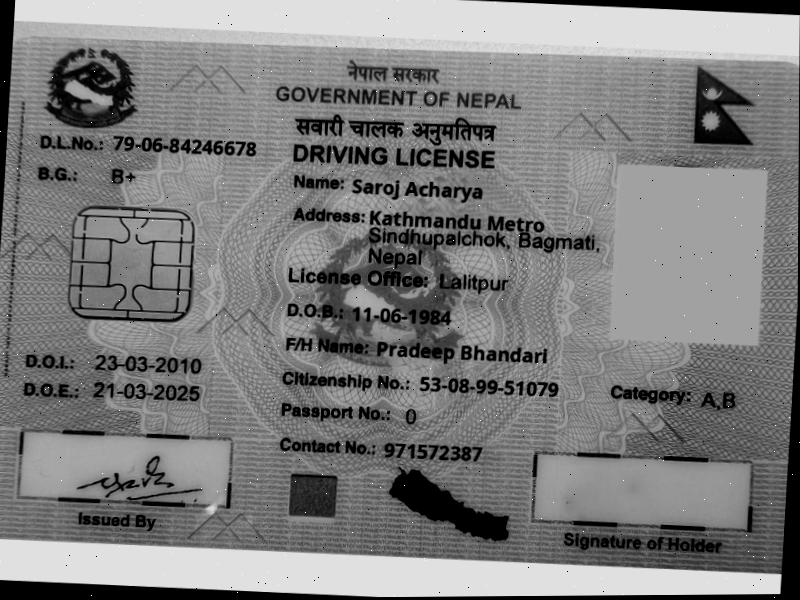 नेपाल सरकार
GOVERNMENT OF NEPAL
सवारी चालक अनुमतिपत्र
DRIVING LICENSE
D.L.No.: 79-06-84246678
B.G.: B+
Name: Saroj Acharya
Address: Kathmandu Metro
Sindhupalchok, Bagmati,
Nepal
License Office: Lalitpur
D.O.B.: 11-06-1984
F/H Name: Pradeep Bhandari
D.O.I.: 23-03-2010
D.O.E.: 21-03-2025
Citizenship No.: 53-08-99-51079
Category: A,B
Passport No.: 0
Contact No.: 971572387
Issued By
Signature of Holder